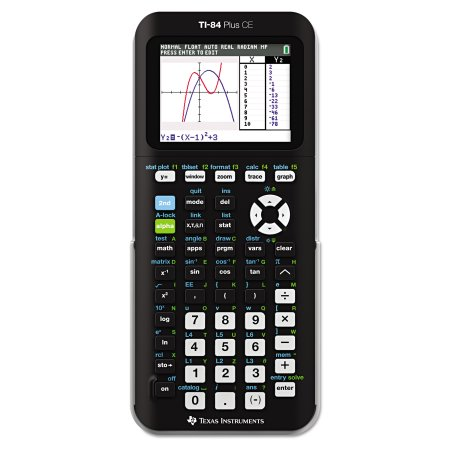 TI-84 Plus CE
NORMAL FLOAT AUTO REAL RADIAN MP
PRESS ENTER TO EDIT
X Y₂
0 2
1 3
2 2
3 -1
4 -6
5 -13
6 -22
7 -33
8 -46
9 -61
10 -78
Y₂=-(X-1)²+3
stat plot f1 tblset f2 format f3 calc f4 table f5
y= window zoom trace graph
quit ins
2nd mode del
A-lock link list
alpha X,T,θ,n stat
test A angle B draw C distr
math apps prgm vars clear
matrix D sin⁻¹ E cos⁻¹ F tan⁻¹ G π H
x⁻¹ sin cos tan ^
√ I EE J { K } L e M
x² , ( ) ÷
10ˣ N u O v P w Q [ R
log 7 8 9 ×
eˣ S L4 T L5 U L6 V ] W
ln 4 5 6 −
rcl X L1 Y L2 Z L3 θ mem "
sto→ 1 2 3 +
off catalog i : ans ? entry solve
on 0 . (-) enter
TEXAS INSTRUMENTS